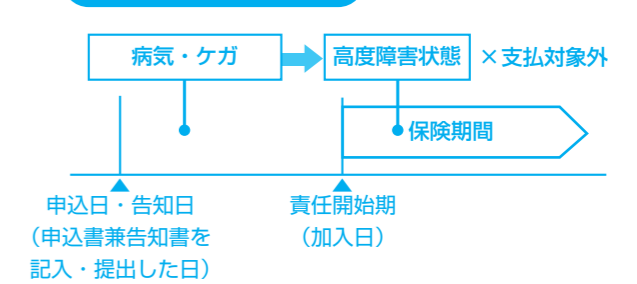 病気・ケガ
高度障害状態
×支払対象外
保険期間
申込日・告知日
（申込書兼告知書を
記入・提出した日）
責任開始期
（加入日）